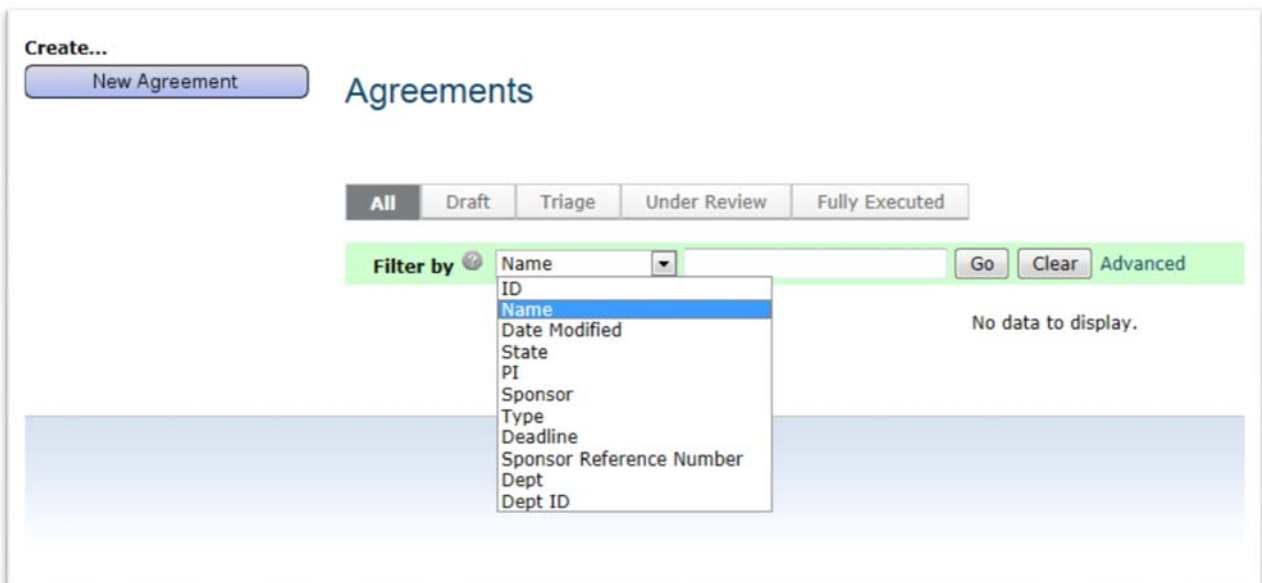 Create...
New Agreement
Agreements
All Draft Triage Under Review Fully Executed
Filter by ? Name Go Clear Advanced
ID
Name
Date Modified
State
PI
Sponsor
Type
Deadline
Sponsor Reference Number
Dept
Dept ID
No data to display.